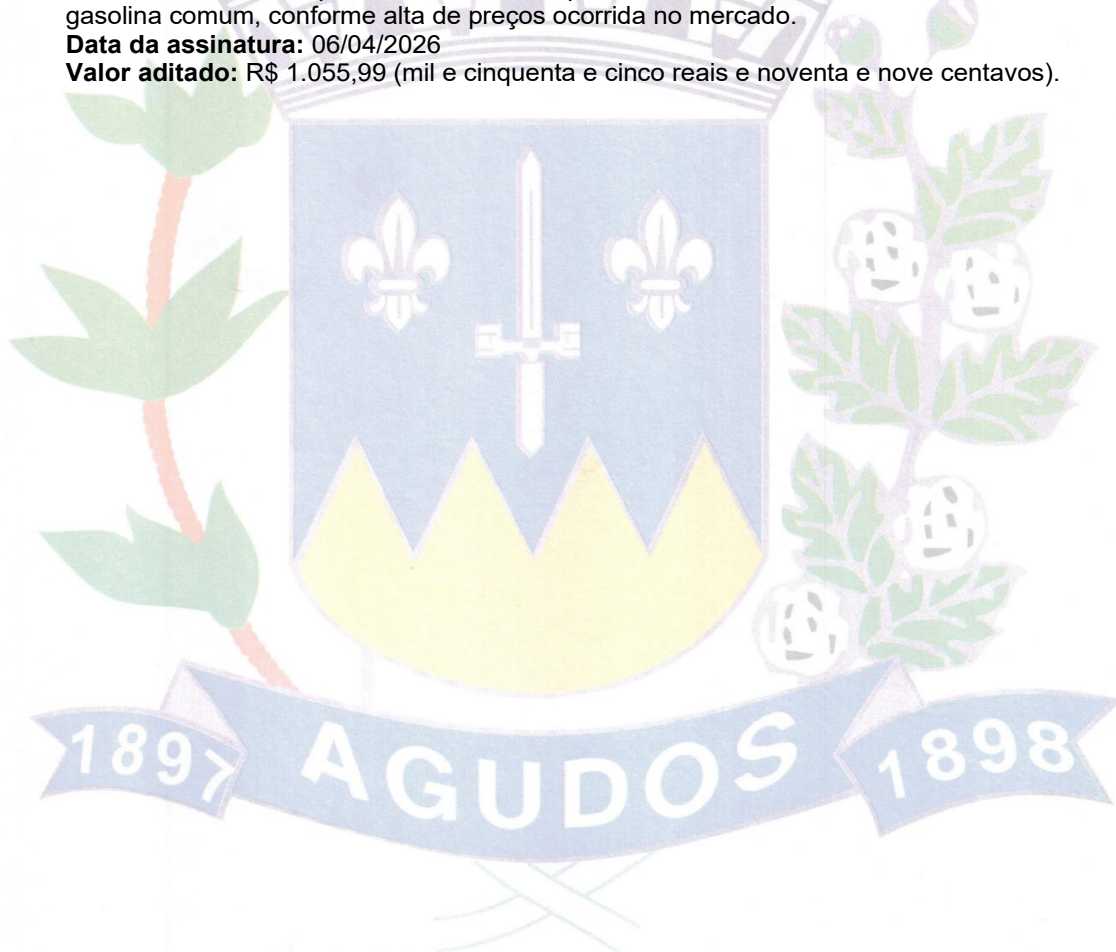 gasolina comum, conforme alta de preços ocorrida no mercado.
Data da assinatura: 06/04/2026
Valor aditado: R$ 1.055,99 (mil e cinquenta e cinco reais e noventa e nove centavos).
1897 AGUDOS 1898